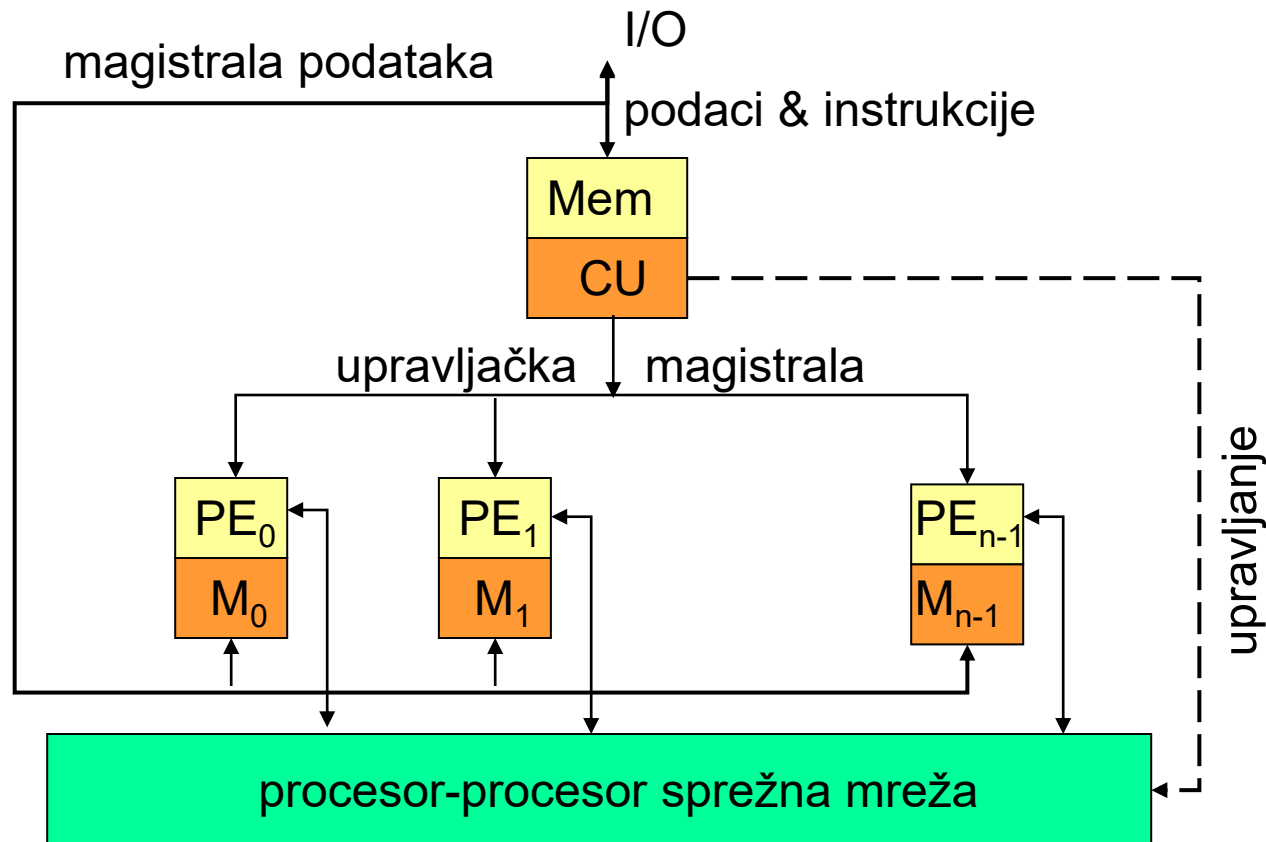 I/O
magistrala podataka
podaci & instrukcije
Mem
CU
upravljačka magistrala
upravljanje
PE₀ PE₁ PEₙ₋₁
M₀ M₁ Mₙ₋₁
procesor-procesor sprežna mreža